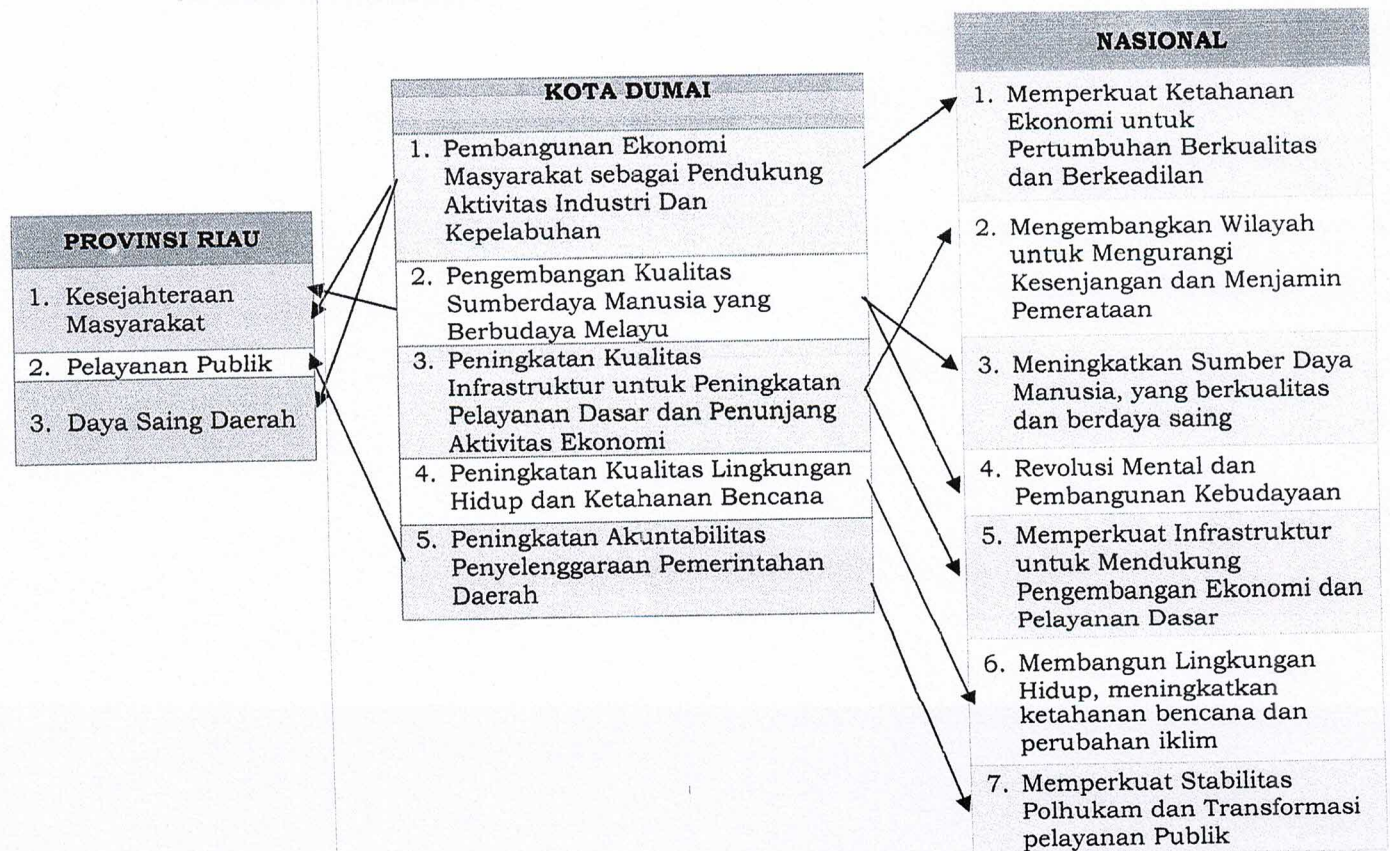 PROVINSI RIAU
1. Kesejahteraan
Masyarakat
2. Pelayanan Publik
3. Daya Saing Daerah
KOTA DUMAI
1. Pembangunan Ekonomi
Masyarakat sebagai Pendukung
Aktivitas Industri Dan
Kepelabuhan
2. Pengembangan Kualitas
Sumberdaya Manusia yang
Berbudaya Melayu
3. Peningkatan Kualitas
Infrastruktur untuk Peningkatan
Pelayanan Dasar dan Penunjang
Aktivitas Ekonomi
4. Peningkatan Kualitas Lingkungan
Hidup dan Ketahanan Bencana
5. Peningkatan Akuntabilitas
Penyelenggaraan Pemerintahan
Daerah
NASIONAL
1. Memperkuat Ketahanan
Ekonomi untuk
Pertumbuhan Berkualitas
dan Berkeadilan
2. Mengembangkan Wilayah
untuk Mengurangi
Kesenjangan dan Menjamin
Pemerataan
3. Meningkatkan Sumber Daya
Manusia, yang berkualitas
dan berdaya saing
4. Revolusi Mental dan
Pembangunan Kebudayaan
5. Memperkuat Infrastruktur
untuk Mendukung
Pengembangan Ekonomi dan
Pelayanan Dasar
6. Membangun Lingkungan
Hidup, meningkatkan
ketahanan bencana dan
perubahan iklim
7. Memperkuat Stabilitas
Polhukam dan Transformasi
pelayanan Publik